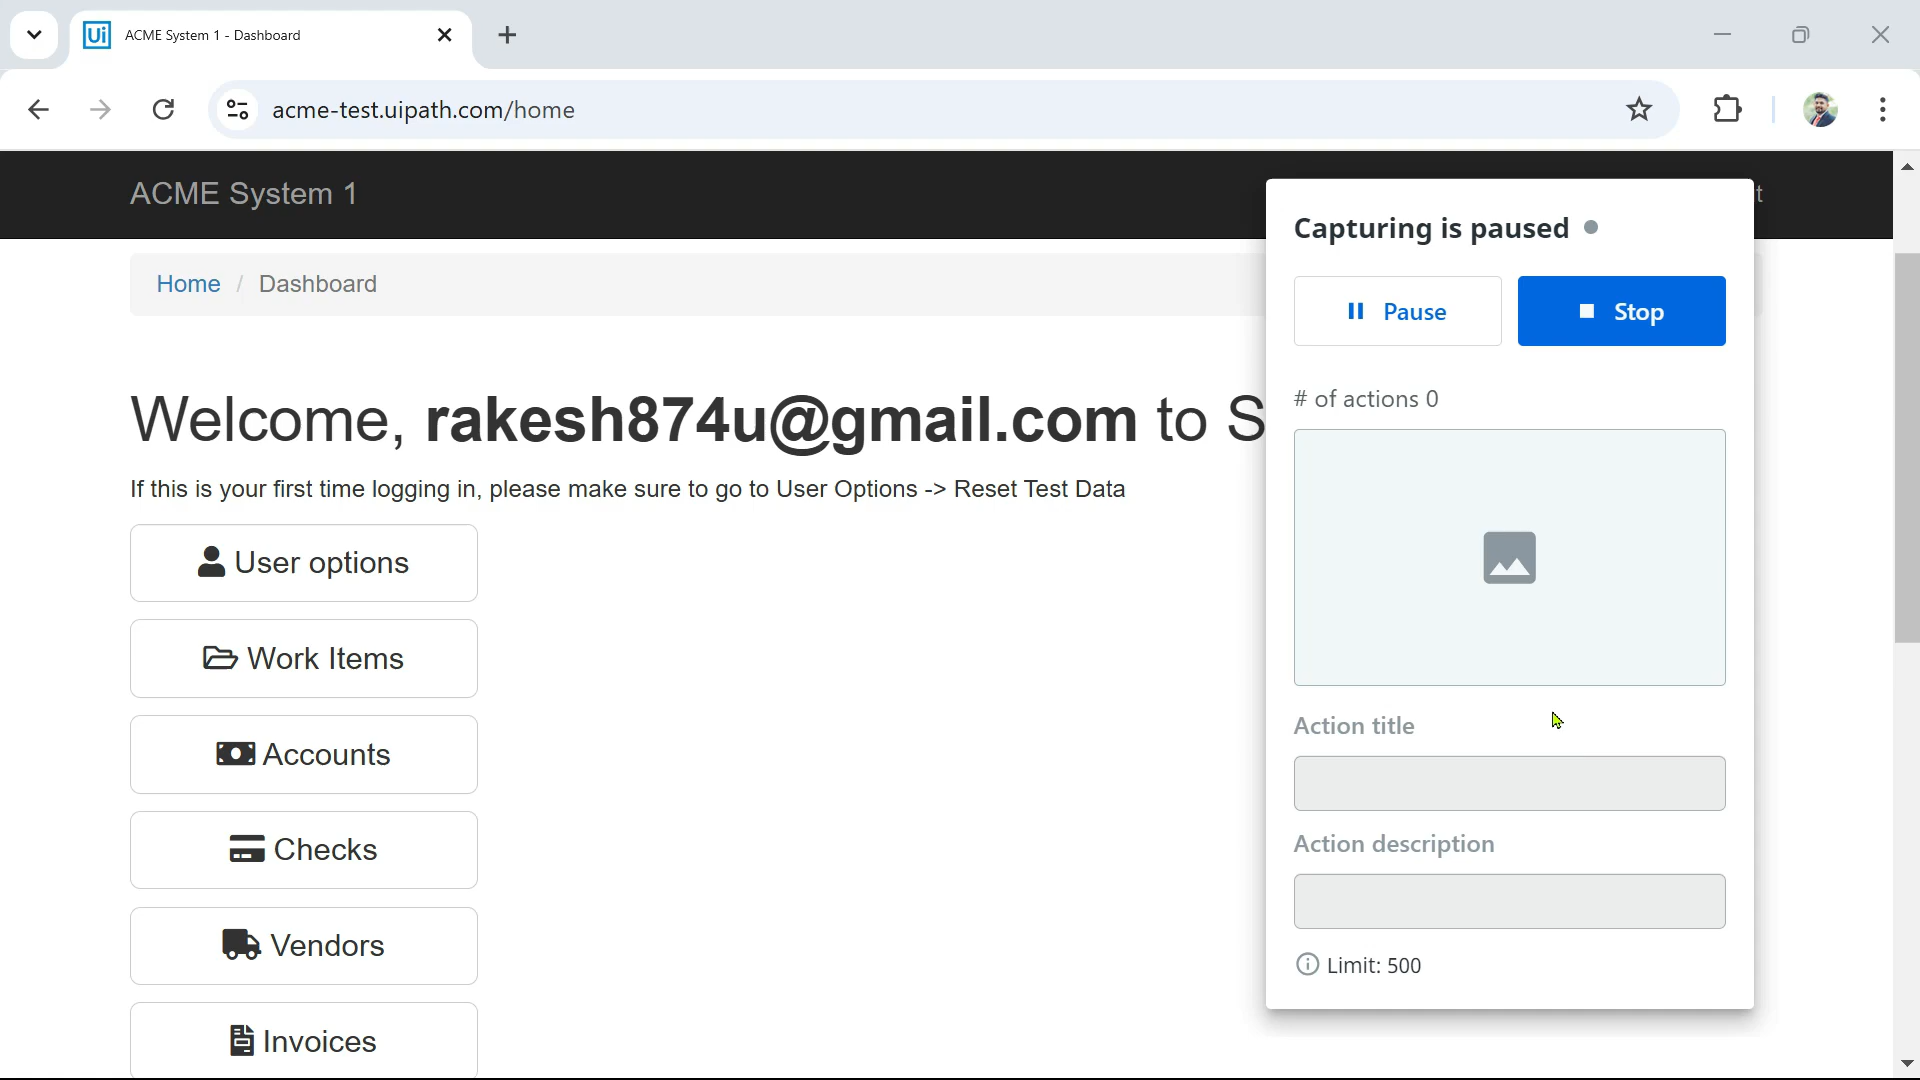 Ui ACME System 1 - Dashboard
acme-test.uipath.com/home
ACME System 1
t
Home / Dashboard
Welcome, rakesh874u@gmail.com to S
If this is your first time logging in, please make sure to go to User Options -> Reset Test Data
User options
Work Items
Accounts
Checks
Vendors
Invoices
Capturing is paused
Pause
Stop
# of actions 0
Action title
Action description
Limit: 500